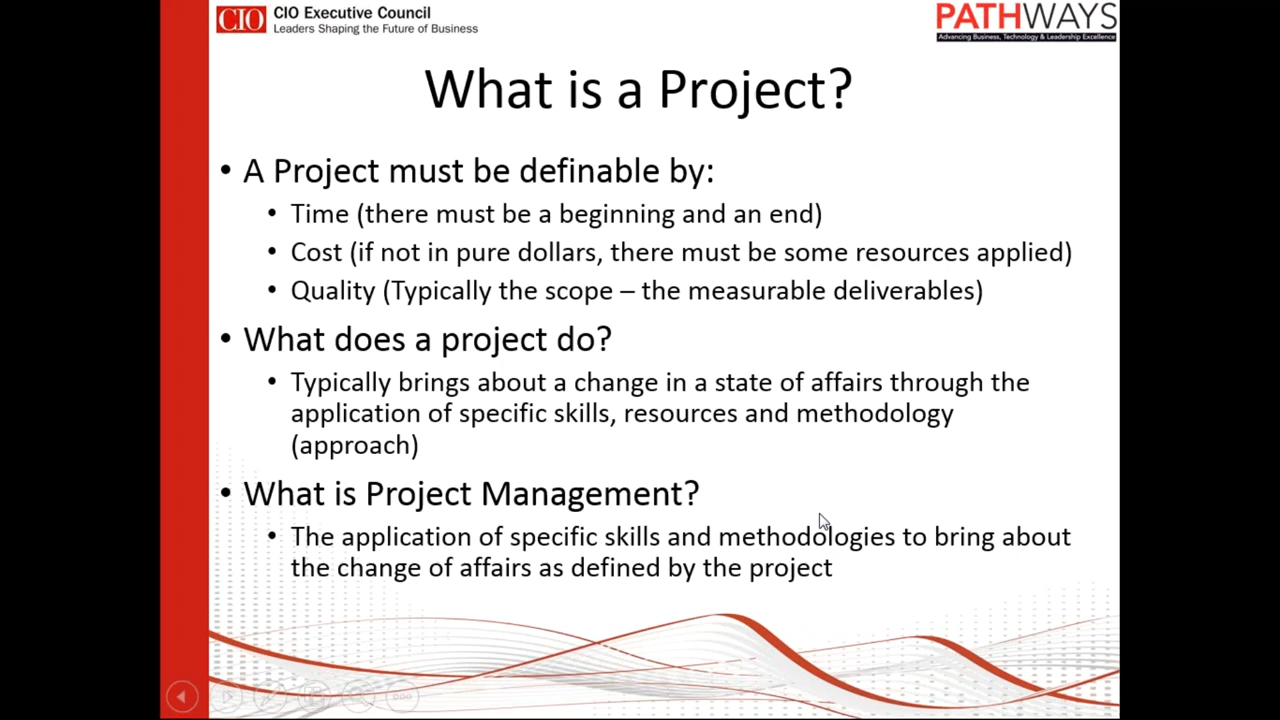 CIO
CIO Executive Council
Leaders Shaping the Future of Business
PATHWAYS
Advancing Business, Technology & Leadership Excellence
What is a Project?
• A Project must be definable by:
• Time (there must be a beginning and an end)
• Cost (if not in pure dollars, there must be some resources applied)
• Quality (Typically the scope – the measurable deliverables)
• What does a project do?
• Typically brings about a change in a state of affairs through the
application of specific skills, resources and methodology
(approach)
• What is Project Management?
• The application of specific skills and methodologies to bring about
the change of affairs as defined by the project